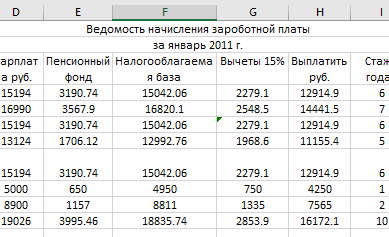 D E F G H I
Ведомость начисления зароботной платы
за январь 2011 г.
арплат Пенсионный Налогооблагаема Вычеты 15% Выплатить Стаж
а руб. фонд я база руб. года
15194 3190.74 15042.06 2279.1 12914.9 6
16990 3567.9 16820.1 2548.5 14441.5 7
15194 3190.74 15042.06 2279.1 12914.9 6
13124 1706.12 12992.76 1968.6 11155.4 5
15194 3190.74 15042.06 2279.1 12914.9 6
5000 650 4950 750 4250 1
8900 1157 8811 1335 7565 2
19026 3995.46 18835.74 2853.9 16172.1 10